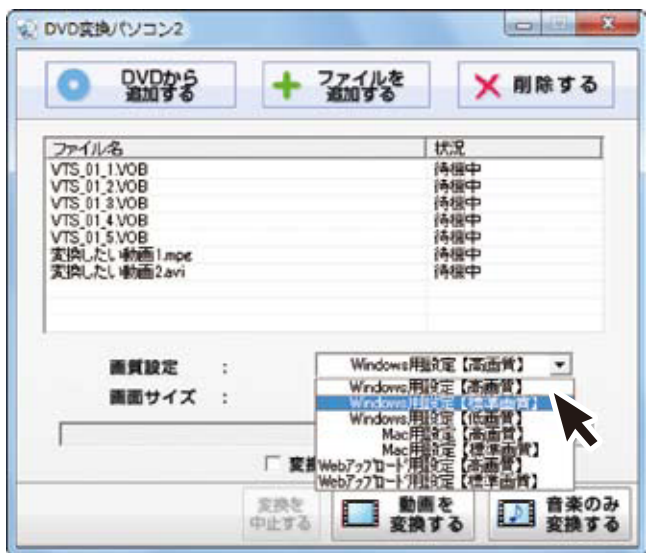 DVD変換パソコン2
DVDから
追加する
ファイルを
追加する
削除する
ファイル名 状況
VTS_01_1.VOB 待機中
VTS_01_2.VOB 待機中
VTS_01_3.VOB 待機中
VTS_01_4.VOB 待機中
VTS_01_5.VOB 待機中
変換したい動画1.mpg 待機中
変換したい動画2.avi 待機中
画質設定 : Windows用設定【高画質】
Windows用設定【高画質】
画面サイズ : Windows用設定【標準画質】
Windows用設定【低画質】
Mac用設定【高画質】
Mac用設定【標準画質】
変換
Webアップロード用設定【高画質】
Webアップロード用設定【標準画質】
変換を
中止する
動画を
変換する
音楽のみ
変換する